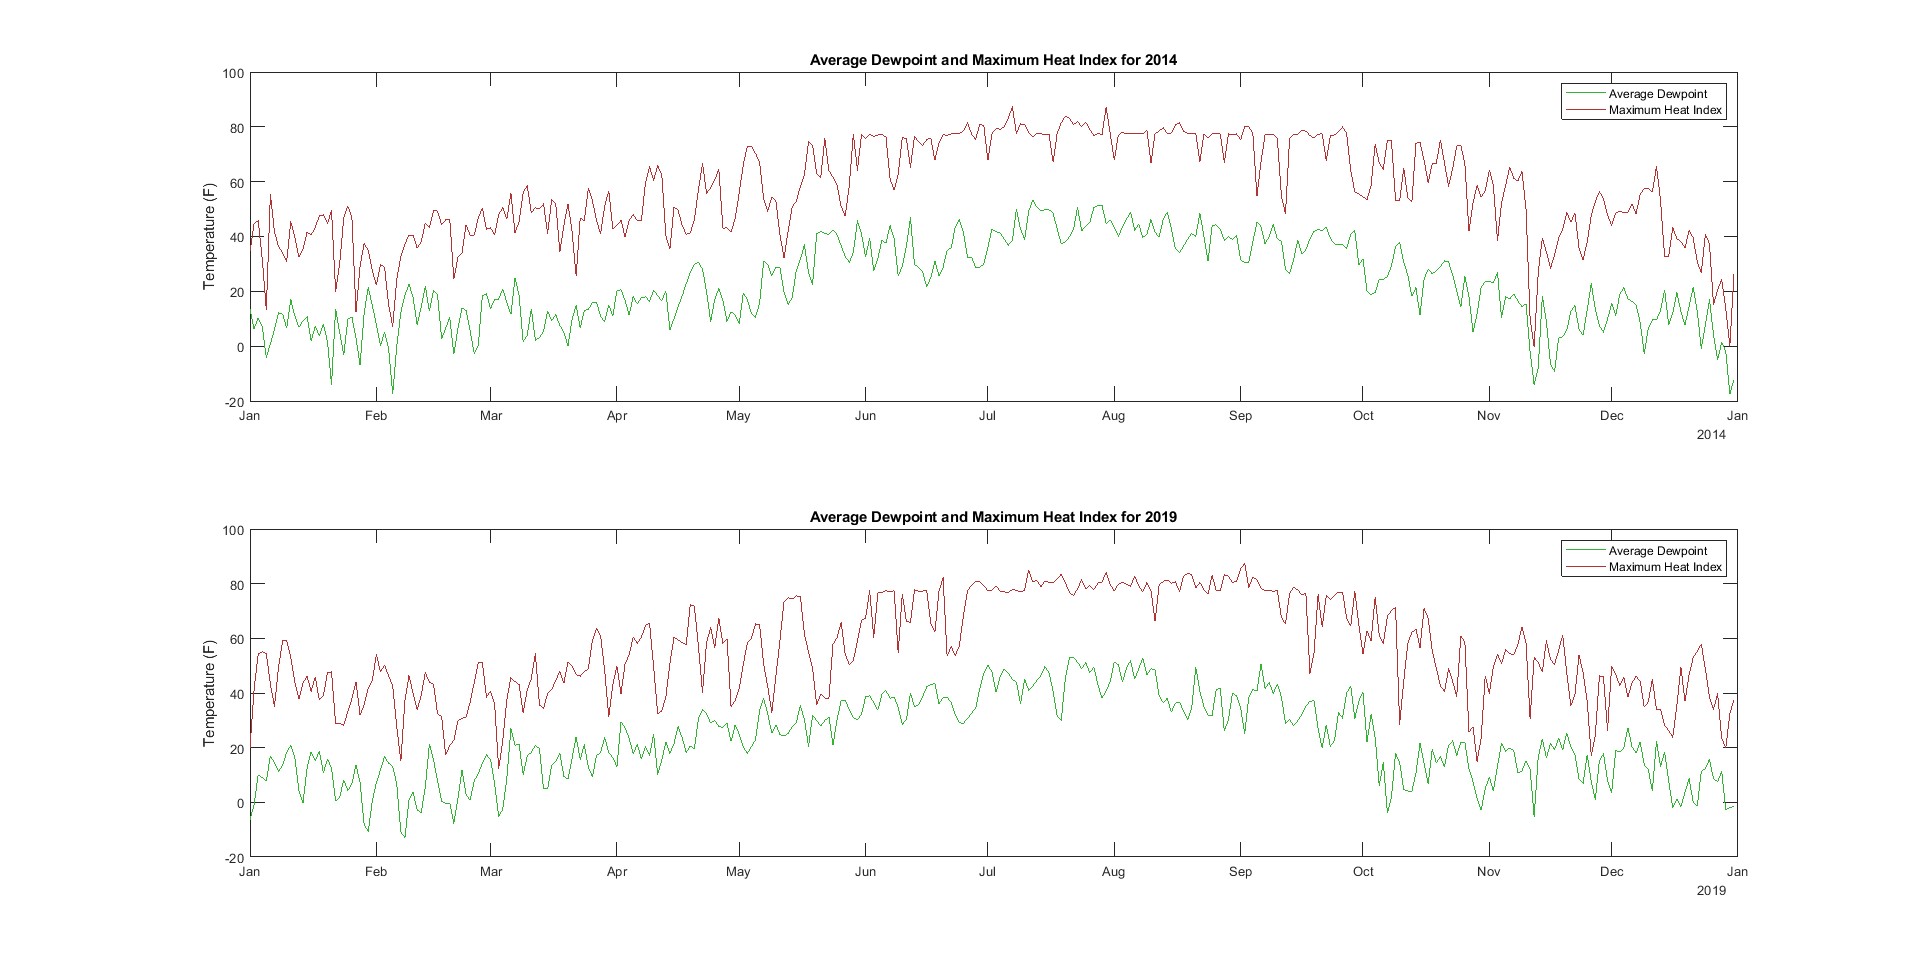 Average Dewpoint and Maximum Heat Index for 2014
100
80
60
40
20
0
-20
Temperature (F)
Average Dewpoint
Maximum Heat Index
Jan Feb Mar Apr May Jun Jul Aug Sep Oct Nov Dec Jan
2014
Average Dewpoint and Maximum Heat Index for 2019
100
80
60
40
20
0
-20
Temperature (F)
Average Dewpoint
Maximum Heat Index
Jan Feb Mar Apr May Jun Jul Aug Sep Oct Nov Dec Jan
2019